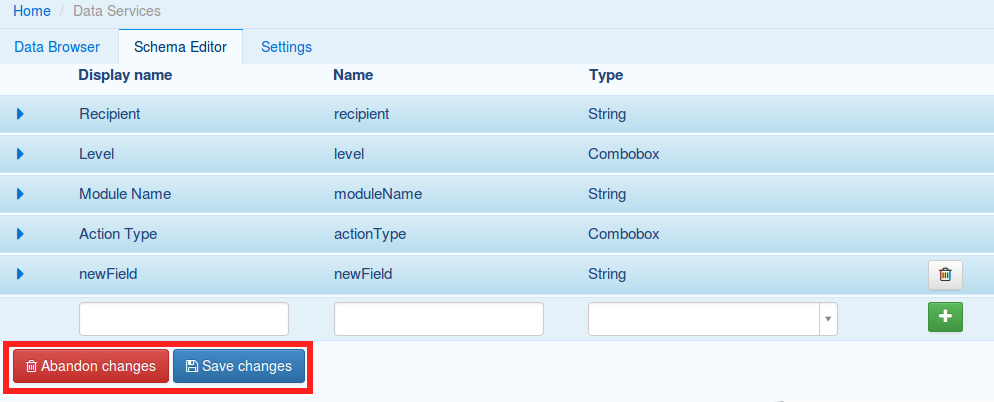 Home / Data Services
Data Browser Schema Editor Settings
Display name Name Type
Recipient recipient String
Level level Combobox
Module Name moduleName String
Action Type actionType Combobox
newField newField String
Abandon changes Save changes